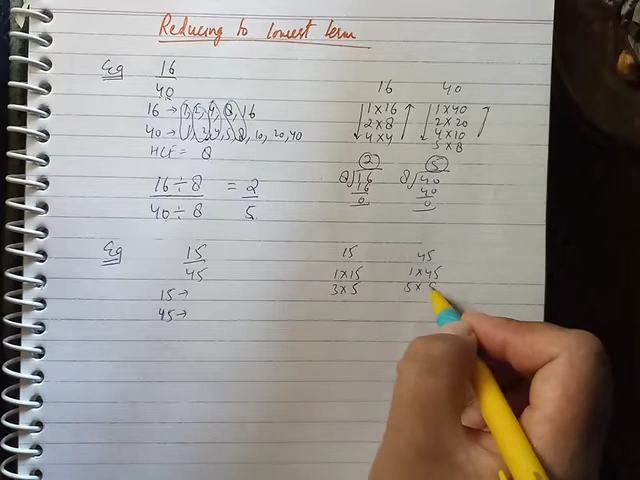 Reducing to lowest term
Eg 16
40
16 → 1, 2, 4, 8, 16
40 → 1, 2, 4, 5, 8, 10, 20, 40
HCF = 8
16 ÷ 8 = 2
40 ÷ 8 5
16 40
1 × 16 1 × 40
2 × 8 2 × 20
4 × 4 4 × 10
5 × 8
2 5
8 16 8 40
16 40
0 0
Eg 15
45
15 →
45 →
15 45
1 × 15 1 × 45
3 × 5 5 ×